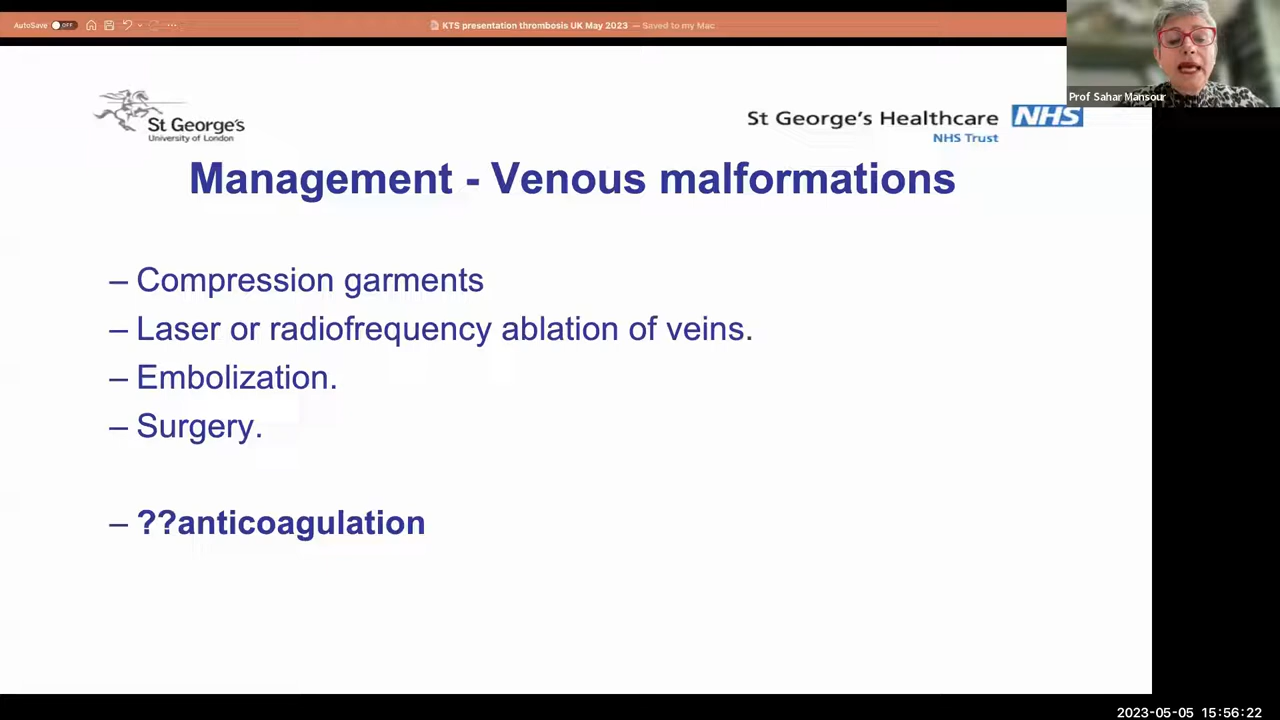 AutoSave OFF
KTS presentation thrombosis UK May 2023 — Saved to my Mac
Prof Sahar Mansour
St George's
University of London
St George's Healthcare NHS
NHS Trust
Management - Venous malformations
– Compression garments
– Laser or radiofrequency ablation of veins.
– Embolization.
– Surgery.
– ??anticoagulation
2023-05-05 15:56:22